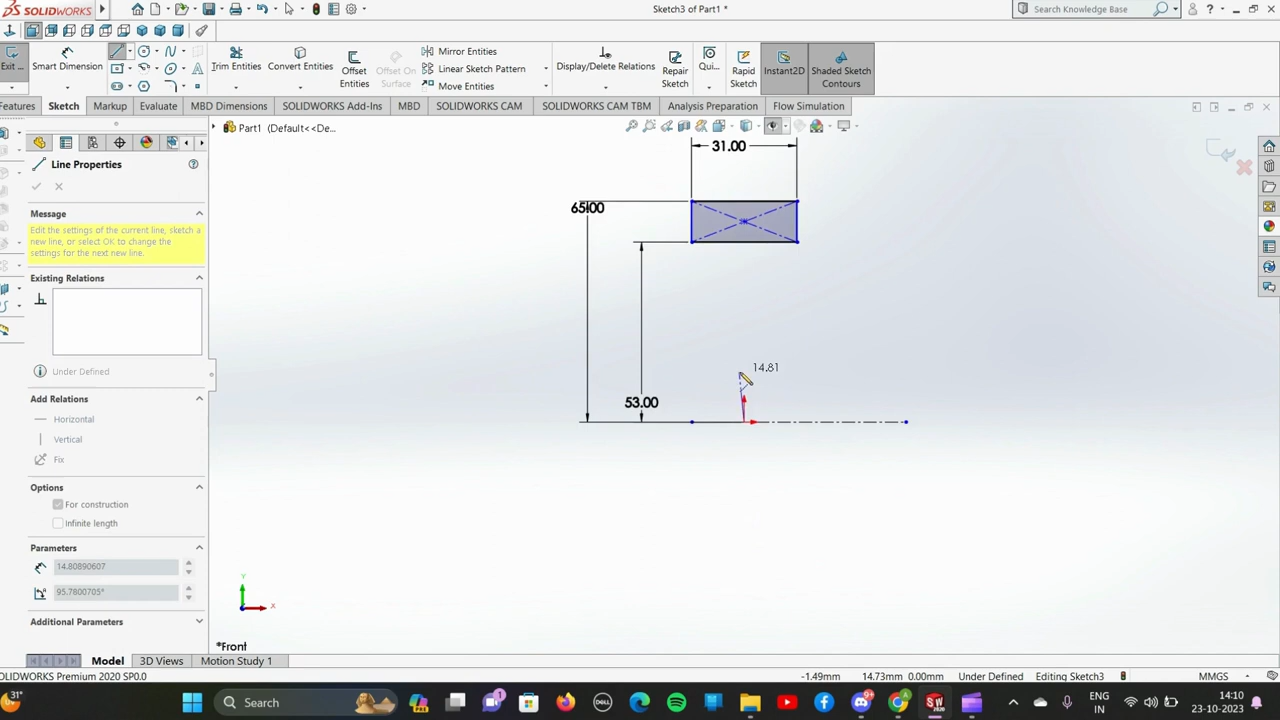 SOLIDWORKS
Sketch3 of Part1 *
Search Knowledge Base
Exit ...
Smart Dimension
Trim Entities
Convert Entities
Offset Entities
Offset On Surface
Mirror Entities
Linear Sketch Pattern
Move Entities
Display/Delete Relations
Repair Sketch
Qui...
Rapid Sketch
Instant2D
Shaded Sketch Contours
Features
Sketch
Markup
Evaluate
MBD Dimensions
SOLIDWORKS Add-Ins
MBD
SOLIDWORKS CAM
SOLIDWORKS CAM TBM
Analysis Preparation
Flow Simulation
Part1 (Default<<De...
Line Properties
Message
Edit the settings of the current line, sketch a
new line, or select OK to change the
settings for the next new line.
Existing Relations
Under Defined
Add Relations
Horizontal
Vertical
Fix
Options
For construction
Infinite length
Parameters
14.80890607
95.7800705°
Additional Parameters
31.00
65.00
53.00
14.81
Y
X
*Front
Model
3D Views
Motion Study 1
SOLIDWORKS Premium 2020 SP0.0
-1.49mm
14.73mm 0.00mm
Under Defined
Editing Sketch3
MMGS
31°
Search
ENG
IN
14:10
23-10-2023